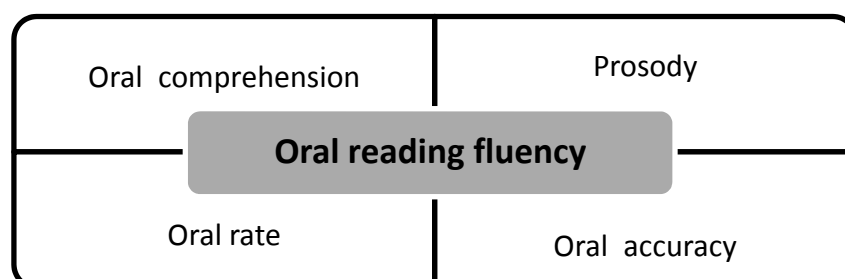 Oral comprehension
Prosody
Oral reading fluency
Oral rate
Oral accuracy